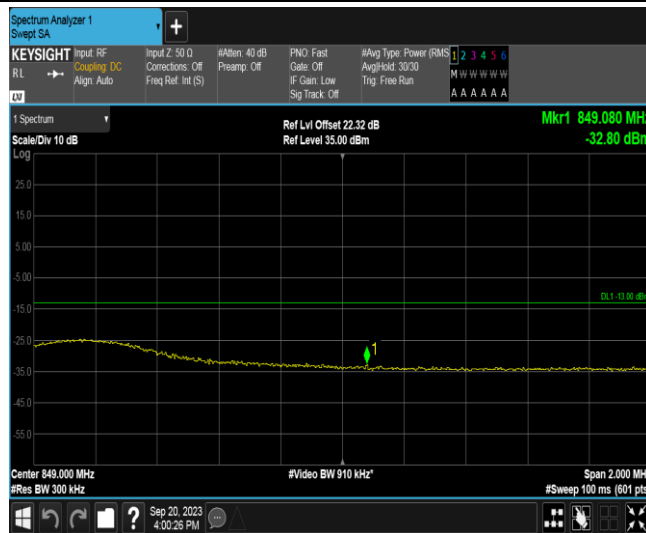 Spectrum Analyzer 1
Swept SA
+
KEYSIGHT Input: RF Input Z: 50 Ω #Atten: 40 dB PNO: Fast #Avg Type: Power (RMS 1 2 3 4 5 6
RL Coupling: DC Corrections: Off Preamp: Off Gate: Off Avg|Hold: 30/30 M W W W W W
Align: Auto Freq Ref: Int (S) IF Gain: Low Trig: Free Run
LXI Sig Track: Off A A A A A A
1 Spectrum Ref Lvl Offset 22.32 dB Mkr1 849.080 MHz
Scale/Div 10 dB Ref Level 35.00 dBm -32.80 dBm
Log
25.0
15.0
5.00
-5.00
DL1 -13.00 dBm
-15.0
-25.0
1
-35.0
-45.0
-55.0
Center 849.000 MHz #Video BW 910 kHz* Span 2.000 MH
#Res BW 300 kHz #Sweep 100 ms (601 pts
? Sep 20, 2023
4:00:26 PM